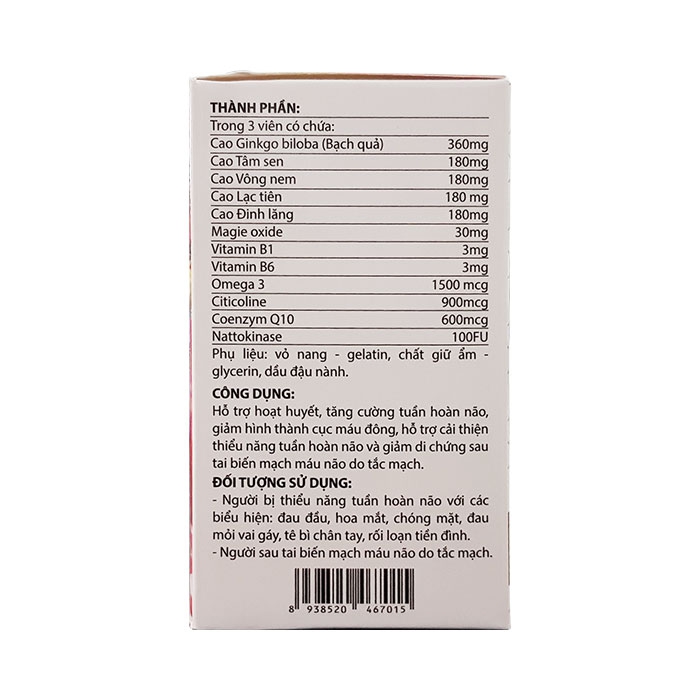 THÀNH PHẦN:
Trong 3 viên có chứa:
Cao Ginkgo biloba (Bạch quả) 360mg
Cao Tâm sen 180mg
Cao Vông nem 180mg
Cao Lạc tiên 180 mg
Cao Đinh lăng 180mg
Magie oxide 30mg
Vitamin B1 3mg
Vitamin B6 3mg
Omega 3 1500 mcg
Citicoline 900mcg
Coenzym Q10 600mcg
Nattokinase 100FU
Phụ liệu: vỏ nang - gelatin, chất giữ ẩm -
glycerin, dầu đậu nành.
CÔNG DỤNG:
Hỗ trợ hoạt huyết, tăng cường tuần hoàn não,
giảm hình thành cục máu đông, hỗ trợ cải thiện
thiểu năng tuần hoàn não và giảm di chứng sau
tai biến mạch máu não do tắc mạch.
ĐỐI TƯỢNG SỬ DỤNG:
- Người bị thiểu năng tuần hoàn não với các
biểu hiện: đau đầu, hoa mắt, chóng mặt, đau
mỏi vai gáy, tê bì chân tay, rối loạn tiền đình.
- Người sau tai biến mạch máu não do tắc mạch.
8 938520 467015